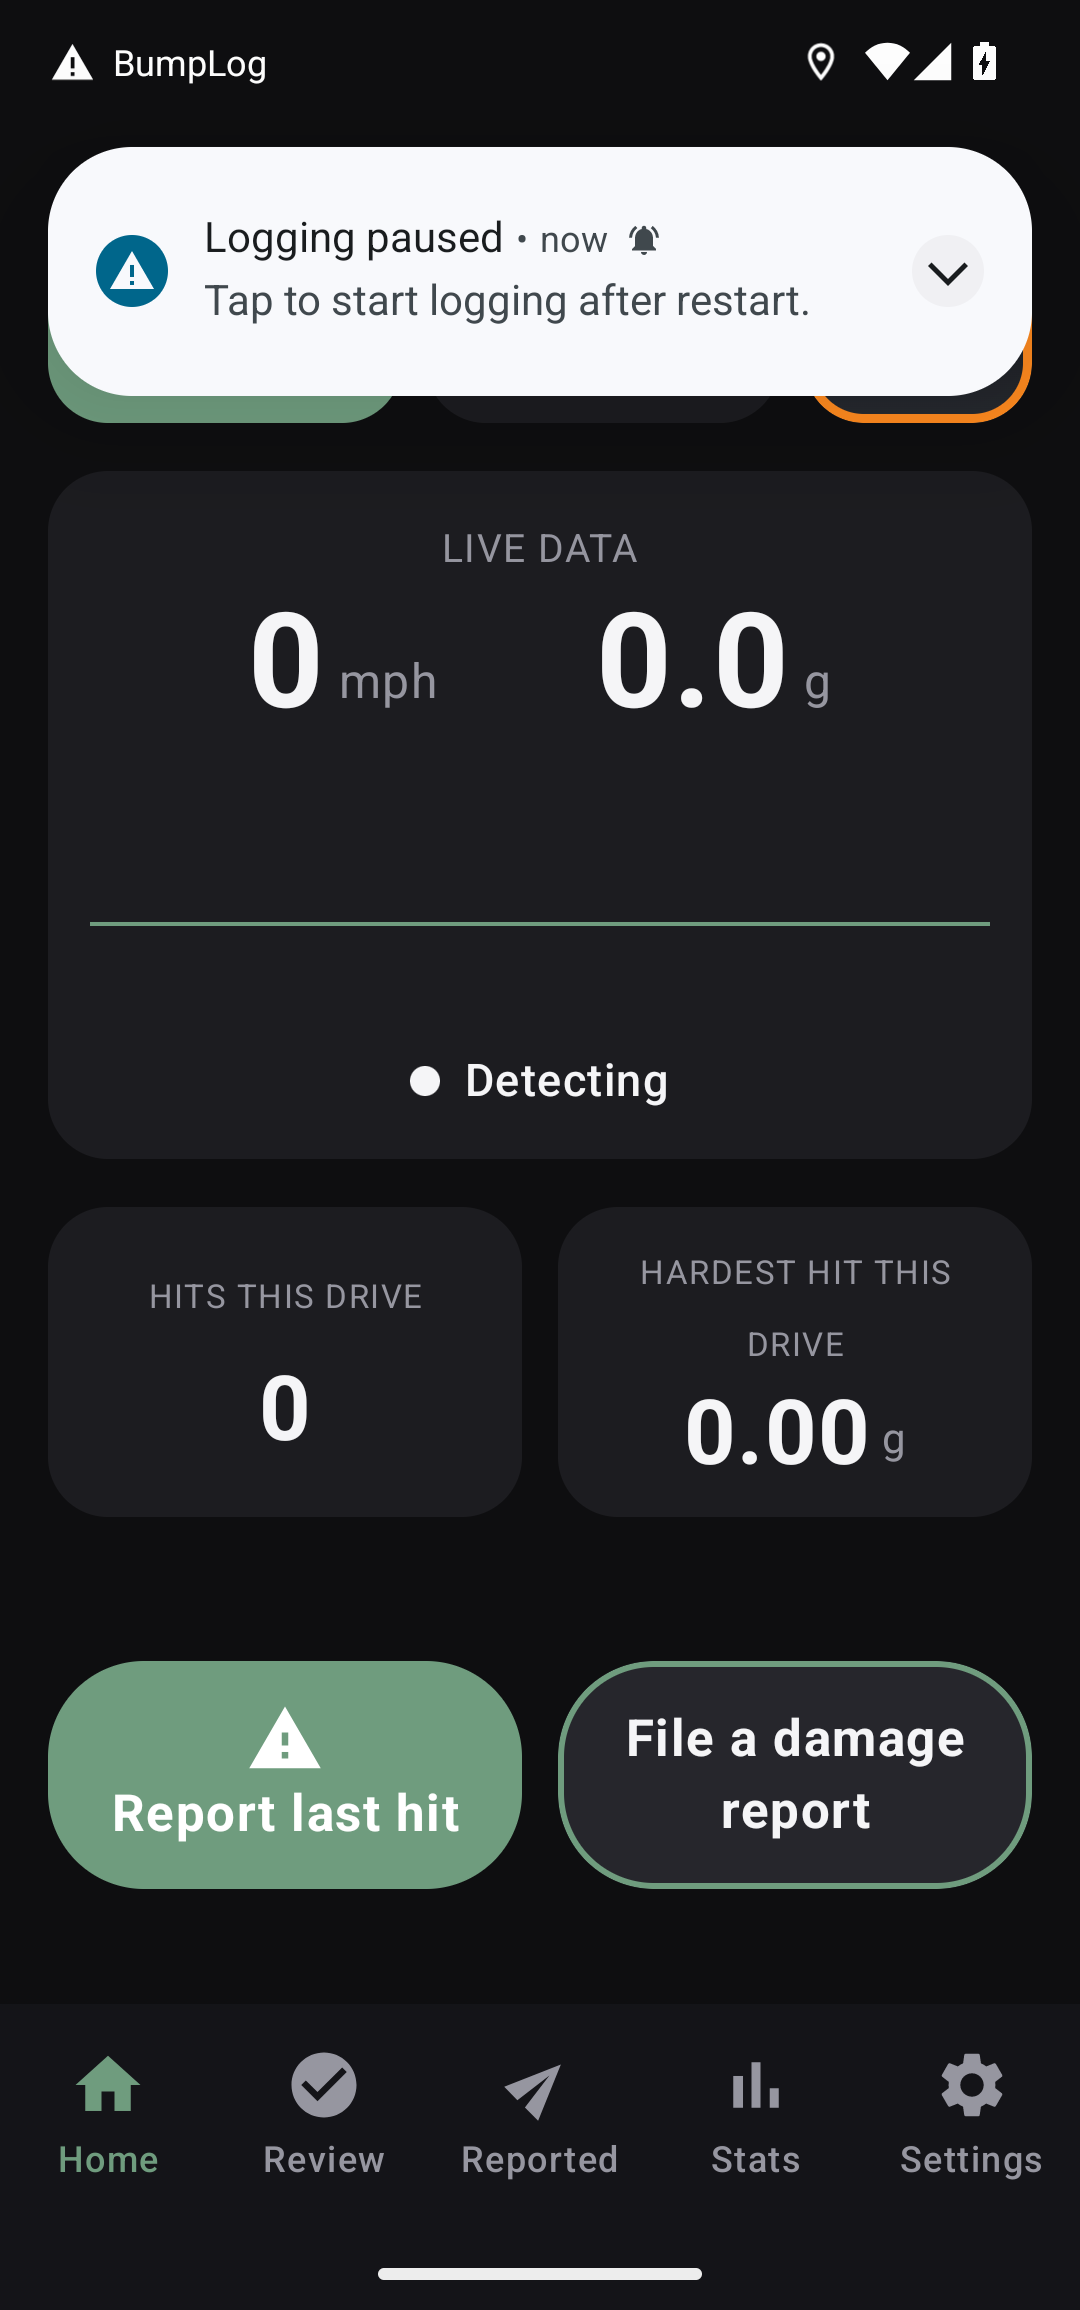 BumpLog
Logging paused • now
Tap to start logging after restart.
LIVE DATA
0 mph 0.0 g
Detecting
HITS THIS DRIVE
0
HARDEST HIT THIS
DRIVE
0.00 g
Report last hit
File a damage
report
Home Review Reported Stats Settings